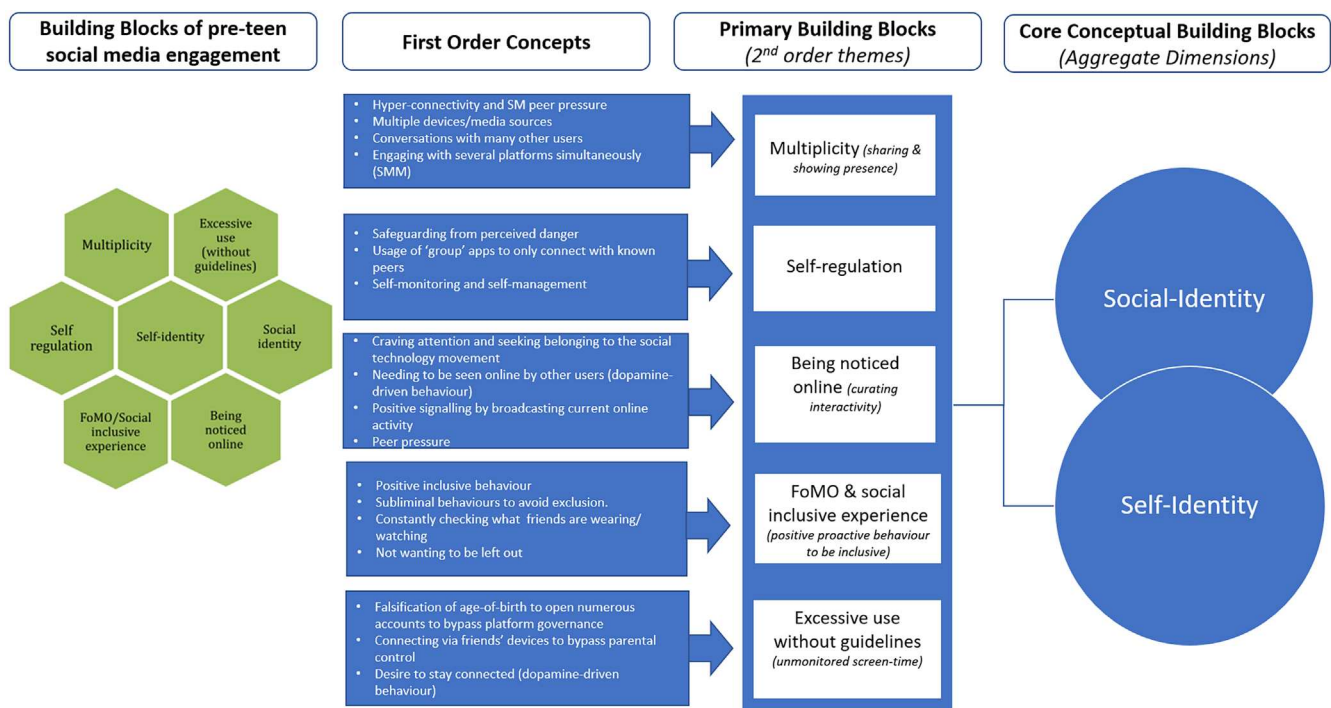 Building Blocks of pre-teen
social media engagement
First Order Concepts
Primary Building Blocks
(2nd order themes)
Core Conceptual Building Blocks
(Aggregate Dimensions)
Multiplicity
Excessive
use
(without
guidelines)
Self
regulation
Self-identity
Social
identity
FoMO/Social
inclusive
experience
Being
noticed
online
• Hyper-connectivity and SM peer pressure
• Multiple devices/media sources
• Conversations with many other users
• Engaging with several platforms simultaneously
(SMM)
Multiplicity (sharing &
showing presence)
• Safeguarding from perceived danger
• Usage of ‘group’ apps to only connect with known
peers
• Self-monitoring and self-management
Self-regulation
• Craving attention and seeking belonging to the social
technology movement
• Needing to be seen online by other users (dopamine-
driven behaviour)
• Positive signalling by broadcasting current online
activity
• Peer pressure
Being noticed
online (curating
interactivity)
• Positive inclusive behaviour
• Subliminal behaviours to avoid exclusion.
• Constantly checking what friends are wearing/
watching
• Not wanting to be left out
FoMO & social
inclusive experience
(positive proactive behaviour
to be inclusive)
• Falsification of age-of-birth to open numerous
accounts to bypass platform governance
• Connecting via friends’ devices to bypass parental
control
• Desire to stay connected (dopamine-driven
behaviour)
Excessive use
without guidelines
(unmonitored screen-time)
Social-Identity
Self-Identity